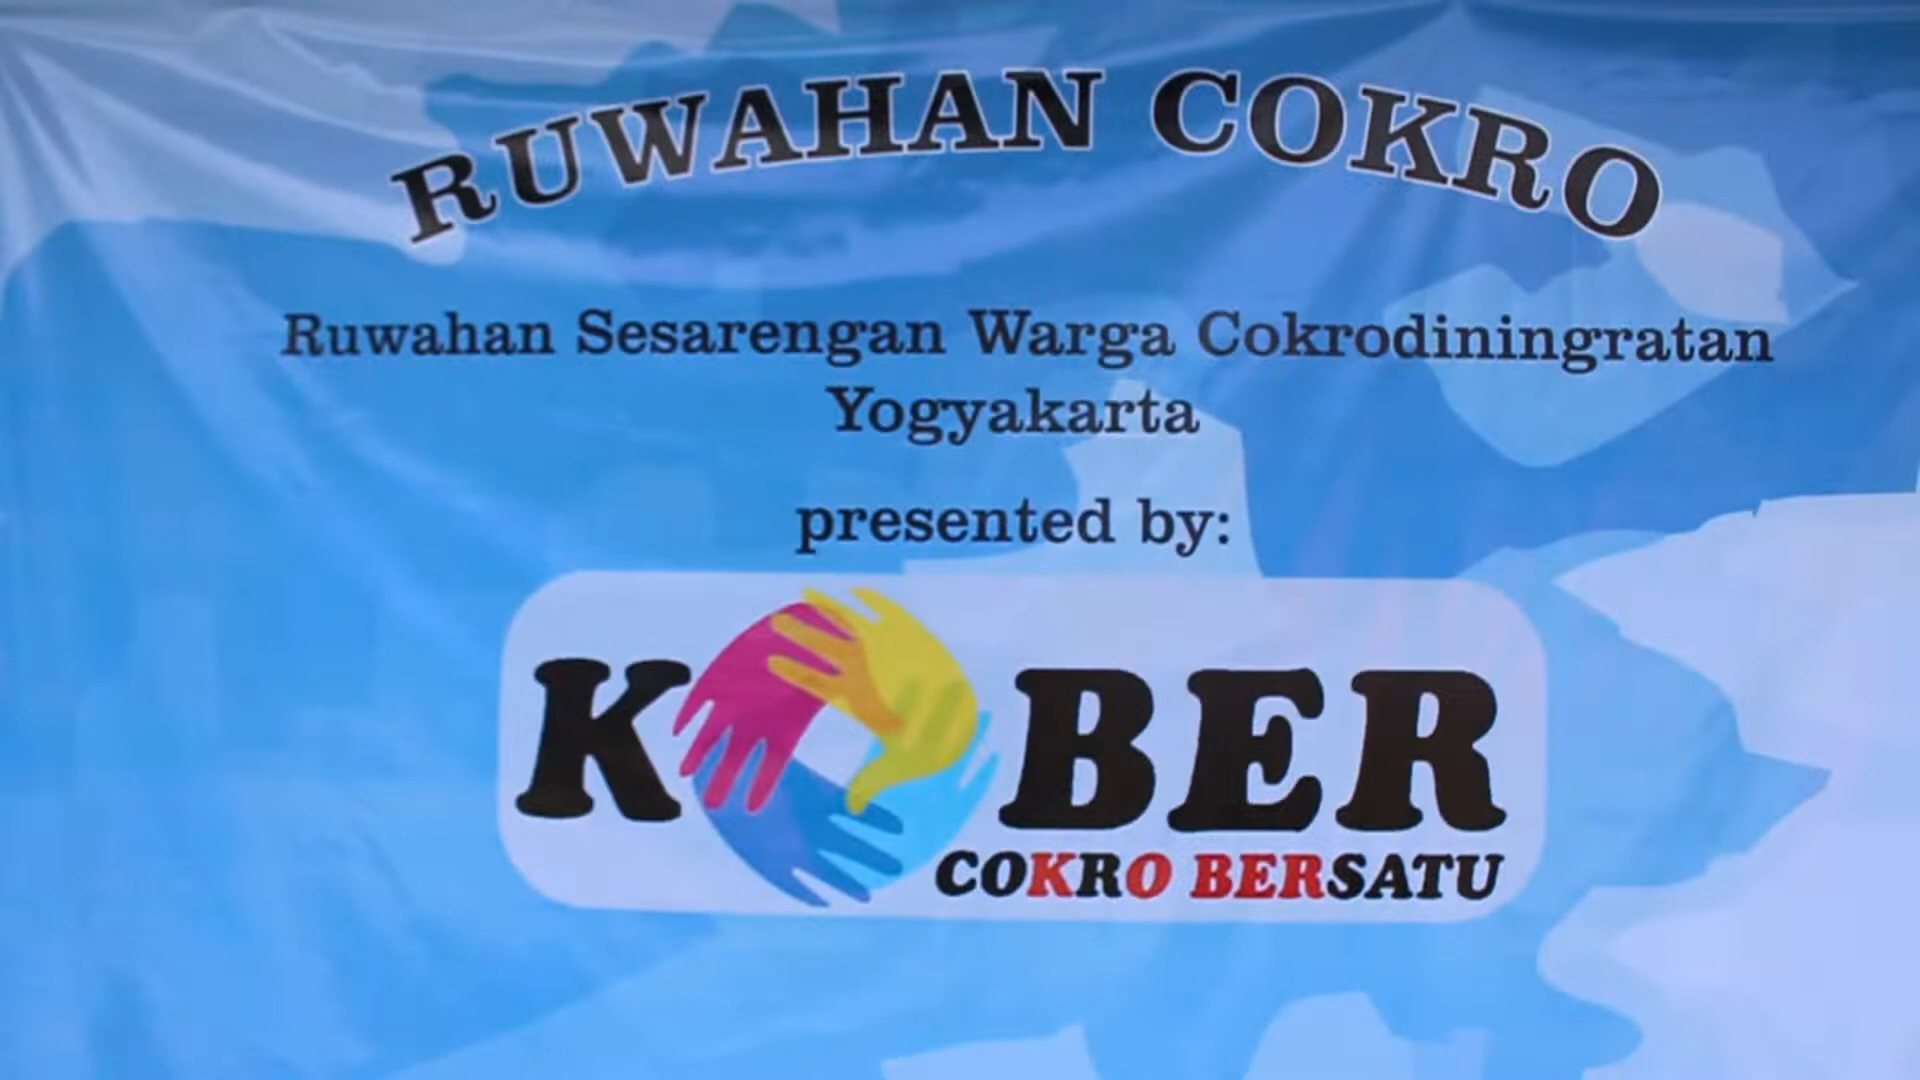 RUWAHAN COKRO
Ruwahan Sesarengan Warga Cokrodiningratan
Yogyakarta
presented by:
KOBER
COKRO BERSATU